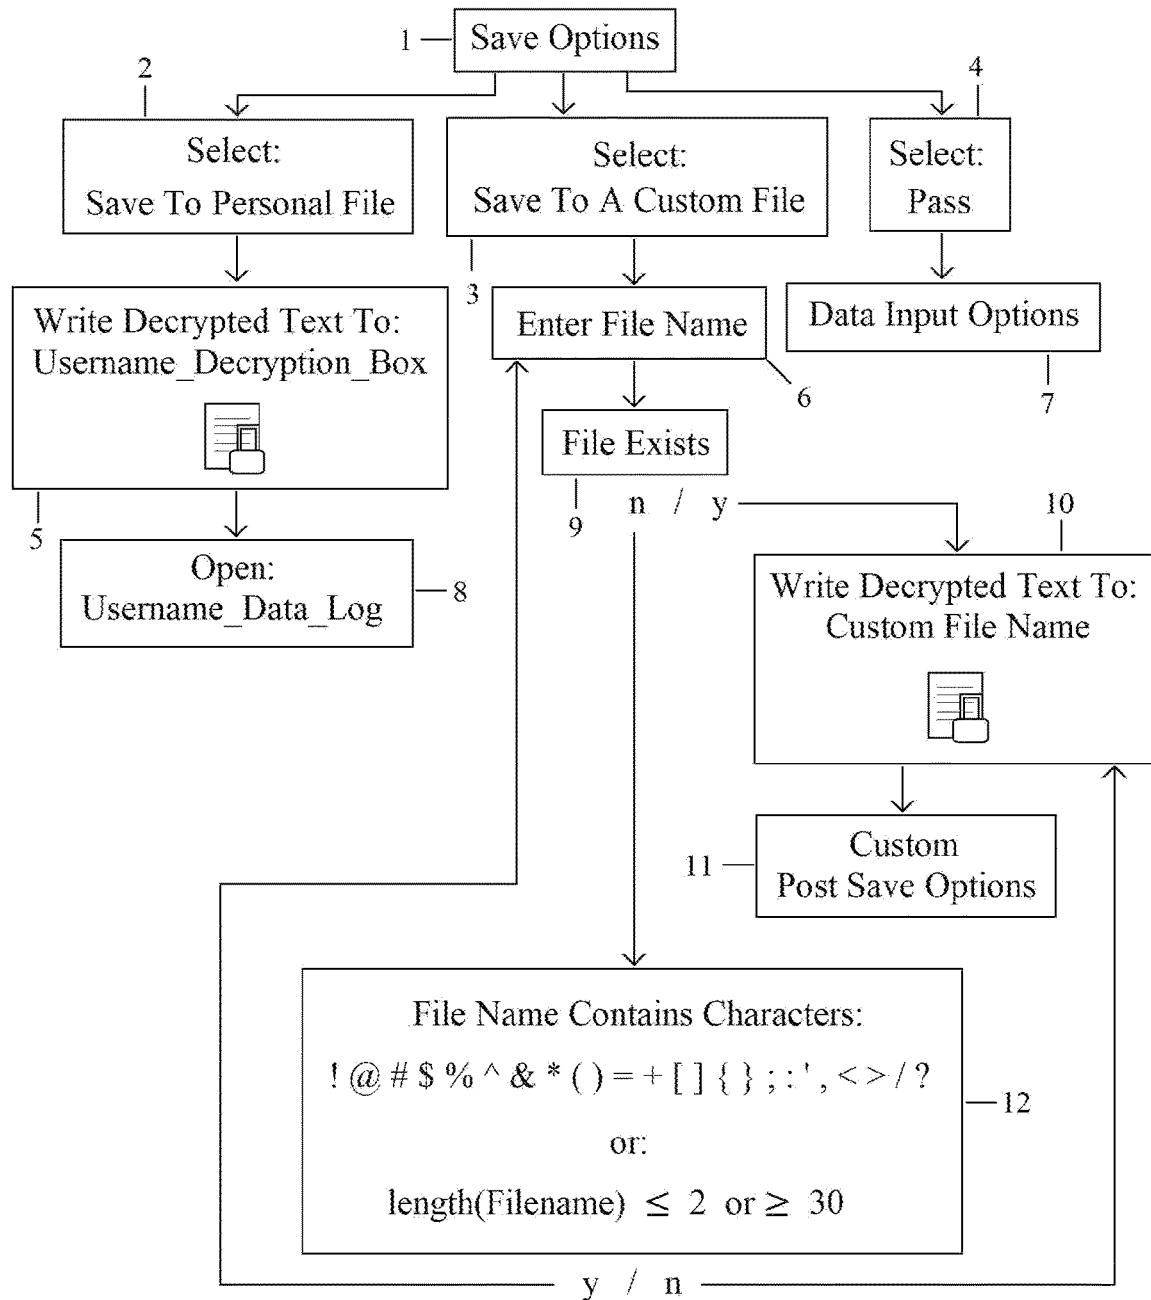 1
Save Options
2
4
Select:
Save To Personal File
Select:
Save To A Custom File
Select:
Pass
3
Write Decrypted Text To:
Username_Decryption_Box
Enter File Name
Data Input Options
6
7
File Exists
5
9
n / y
10
Open:
Username_Data_Log
8
Write Decrypted Text To:
Custom File Name
11
Custom
Post Save Options
File Name Contains Characters:
! @ # $ % ^ & * ( ) = + [ ] { } ; : ' , < > / ?
or:
length(Filename) ≤ 2 or ≥ 30
12
y / n